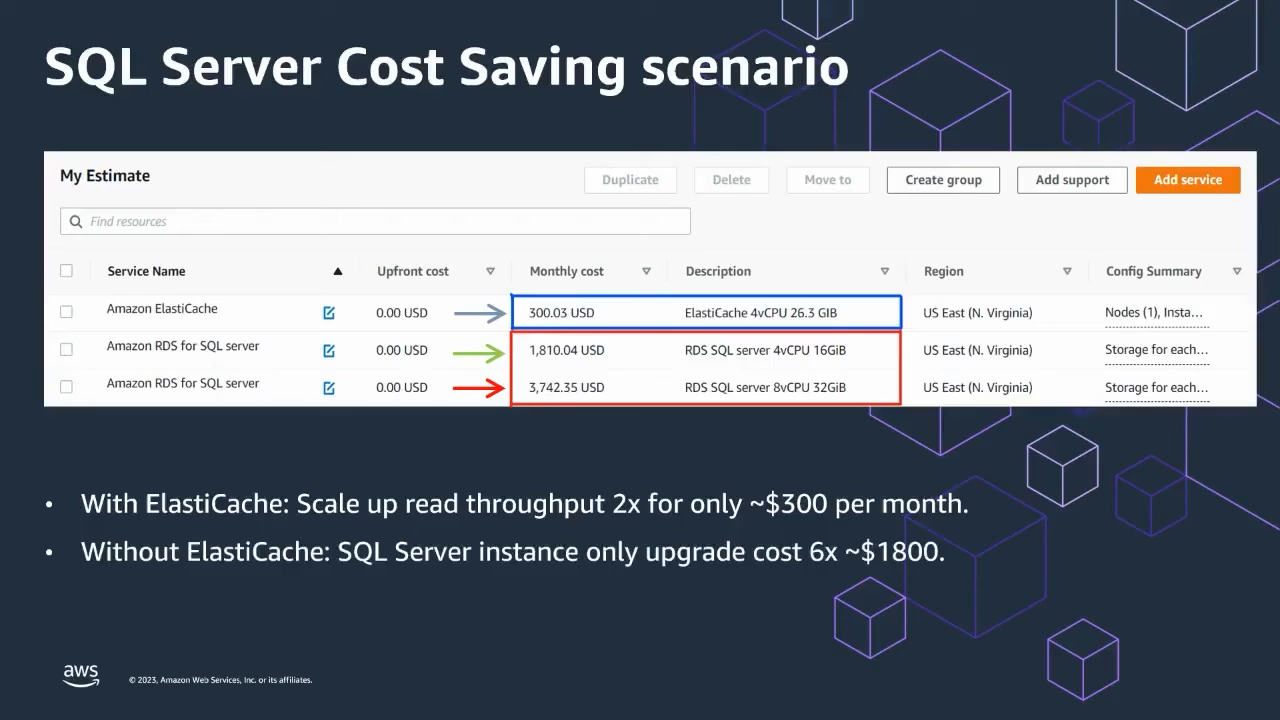 SQL Server Cost Saving scenario
My Estimate
Duplicate
Delete
Move to
Create group
Add support
Add service
Find resources
Service Name Upfront cost Monthly cost Description Region Config Summary
Amazon ElastiCache 0.00 USD 300.03 USD ElastiCache 4vCPU 26.3 GIB US East (N. Virginia) Nodes (1), Insta...
Amazon RDS for SQL server 0.00 USD 1,810.04 USD RDS SQL server 4vCPU 16GiB US East (N. Virginia) Storage for each...
Amazon RDS for SQL server 0.00 USD 3,742.35 USD RDS SQL server 8vCPU 32GiB US East (N. Virginia) Storage for each...
• With ElastiCache: Scale up read throughput 2x for only ~$300 per month.
• Without ElastiCache: SQL Server instance only upgrade cost 6x ~$1800.
aws
© 2023, Amazon Web Services, Inc. or its affiliates.